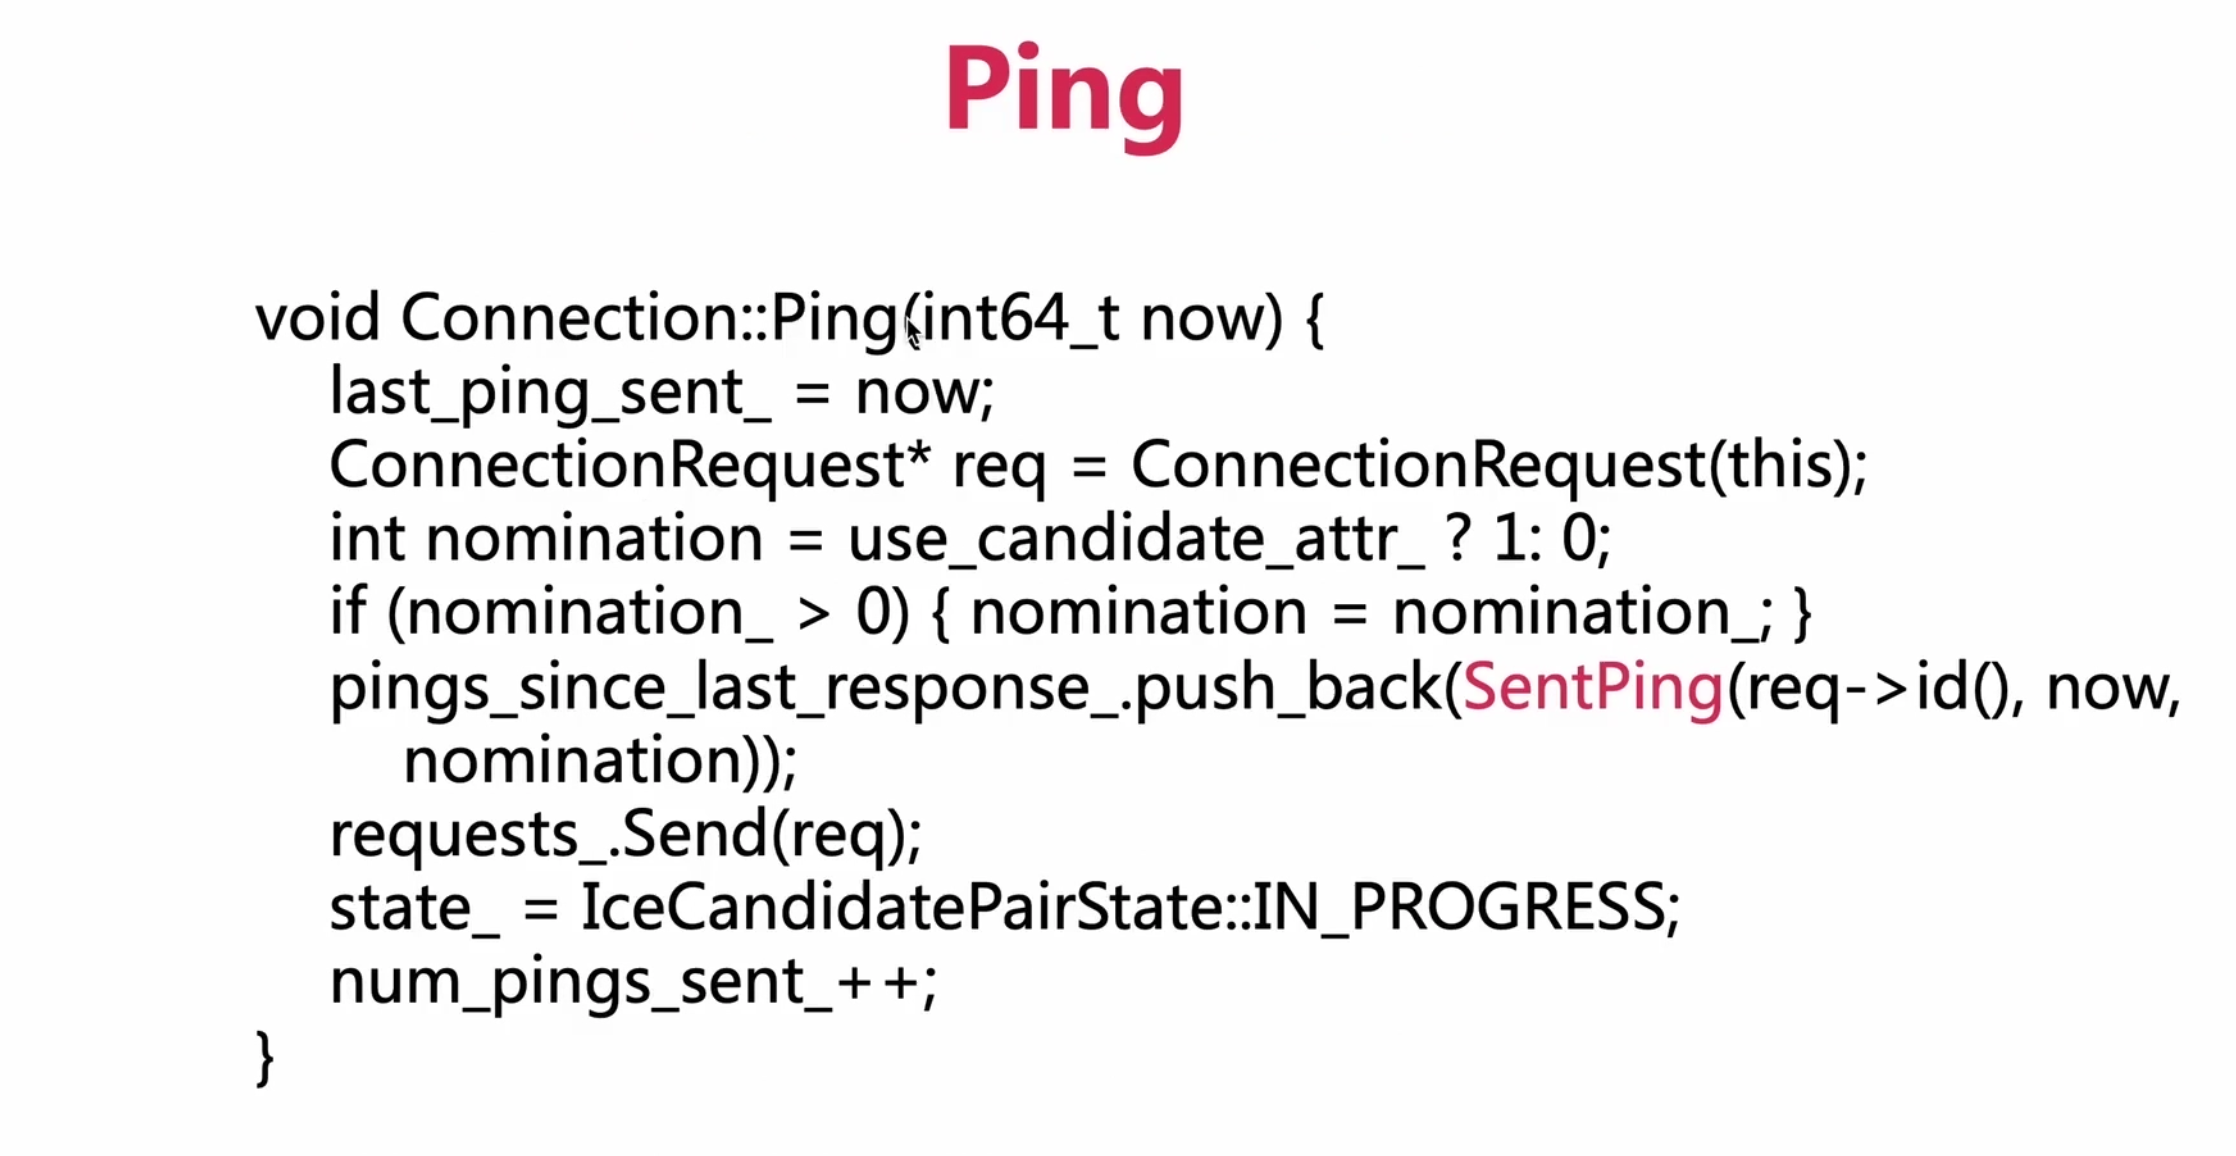 Ping
void Connection::Ping(int64_t now) {
last_ping_sent_ = now;
ConnectionRequest* req = ConnectionRequest(this);
int nomination = use_candidate_attr_ ? 1: 0;
if (nomination_ > 0) { nomination = nomination_; }
pings_since_last_response_.push_back(SentPing(req->id(), now,
nomination));
requests_.Send(req);
state_ = IceCandidatePairState::IN_PROGRESS;
num_pings_sent_++;
}